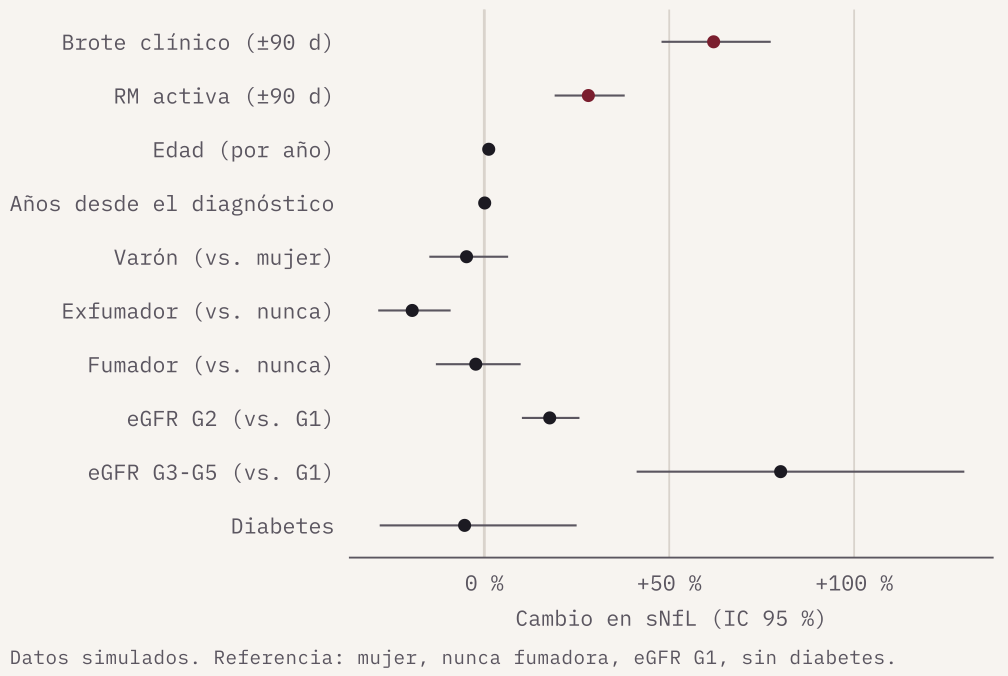 Brote clínico (±90 d)
RM activa (±90 d)
Edad (por año)
Años desde el diagnóstico
Varón (vs. mujer)
Exfumador (vs. nunca)
Fumador (vs. nunca)
eGFR G2 (vs. G1)
eGFR G3-G5 (vs. G1)
Diabetes
0 % +50 % +100 %
Cambio en sNfL (IC 95 %)
Datos simulados. Referencia: mujer, nunca fumadora, eGFR G1, sin diabetes.